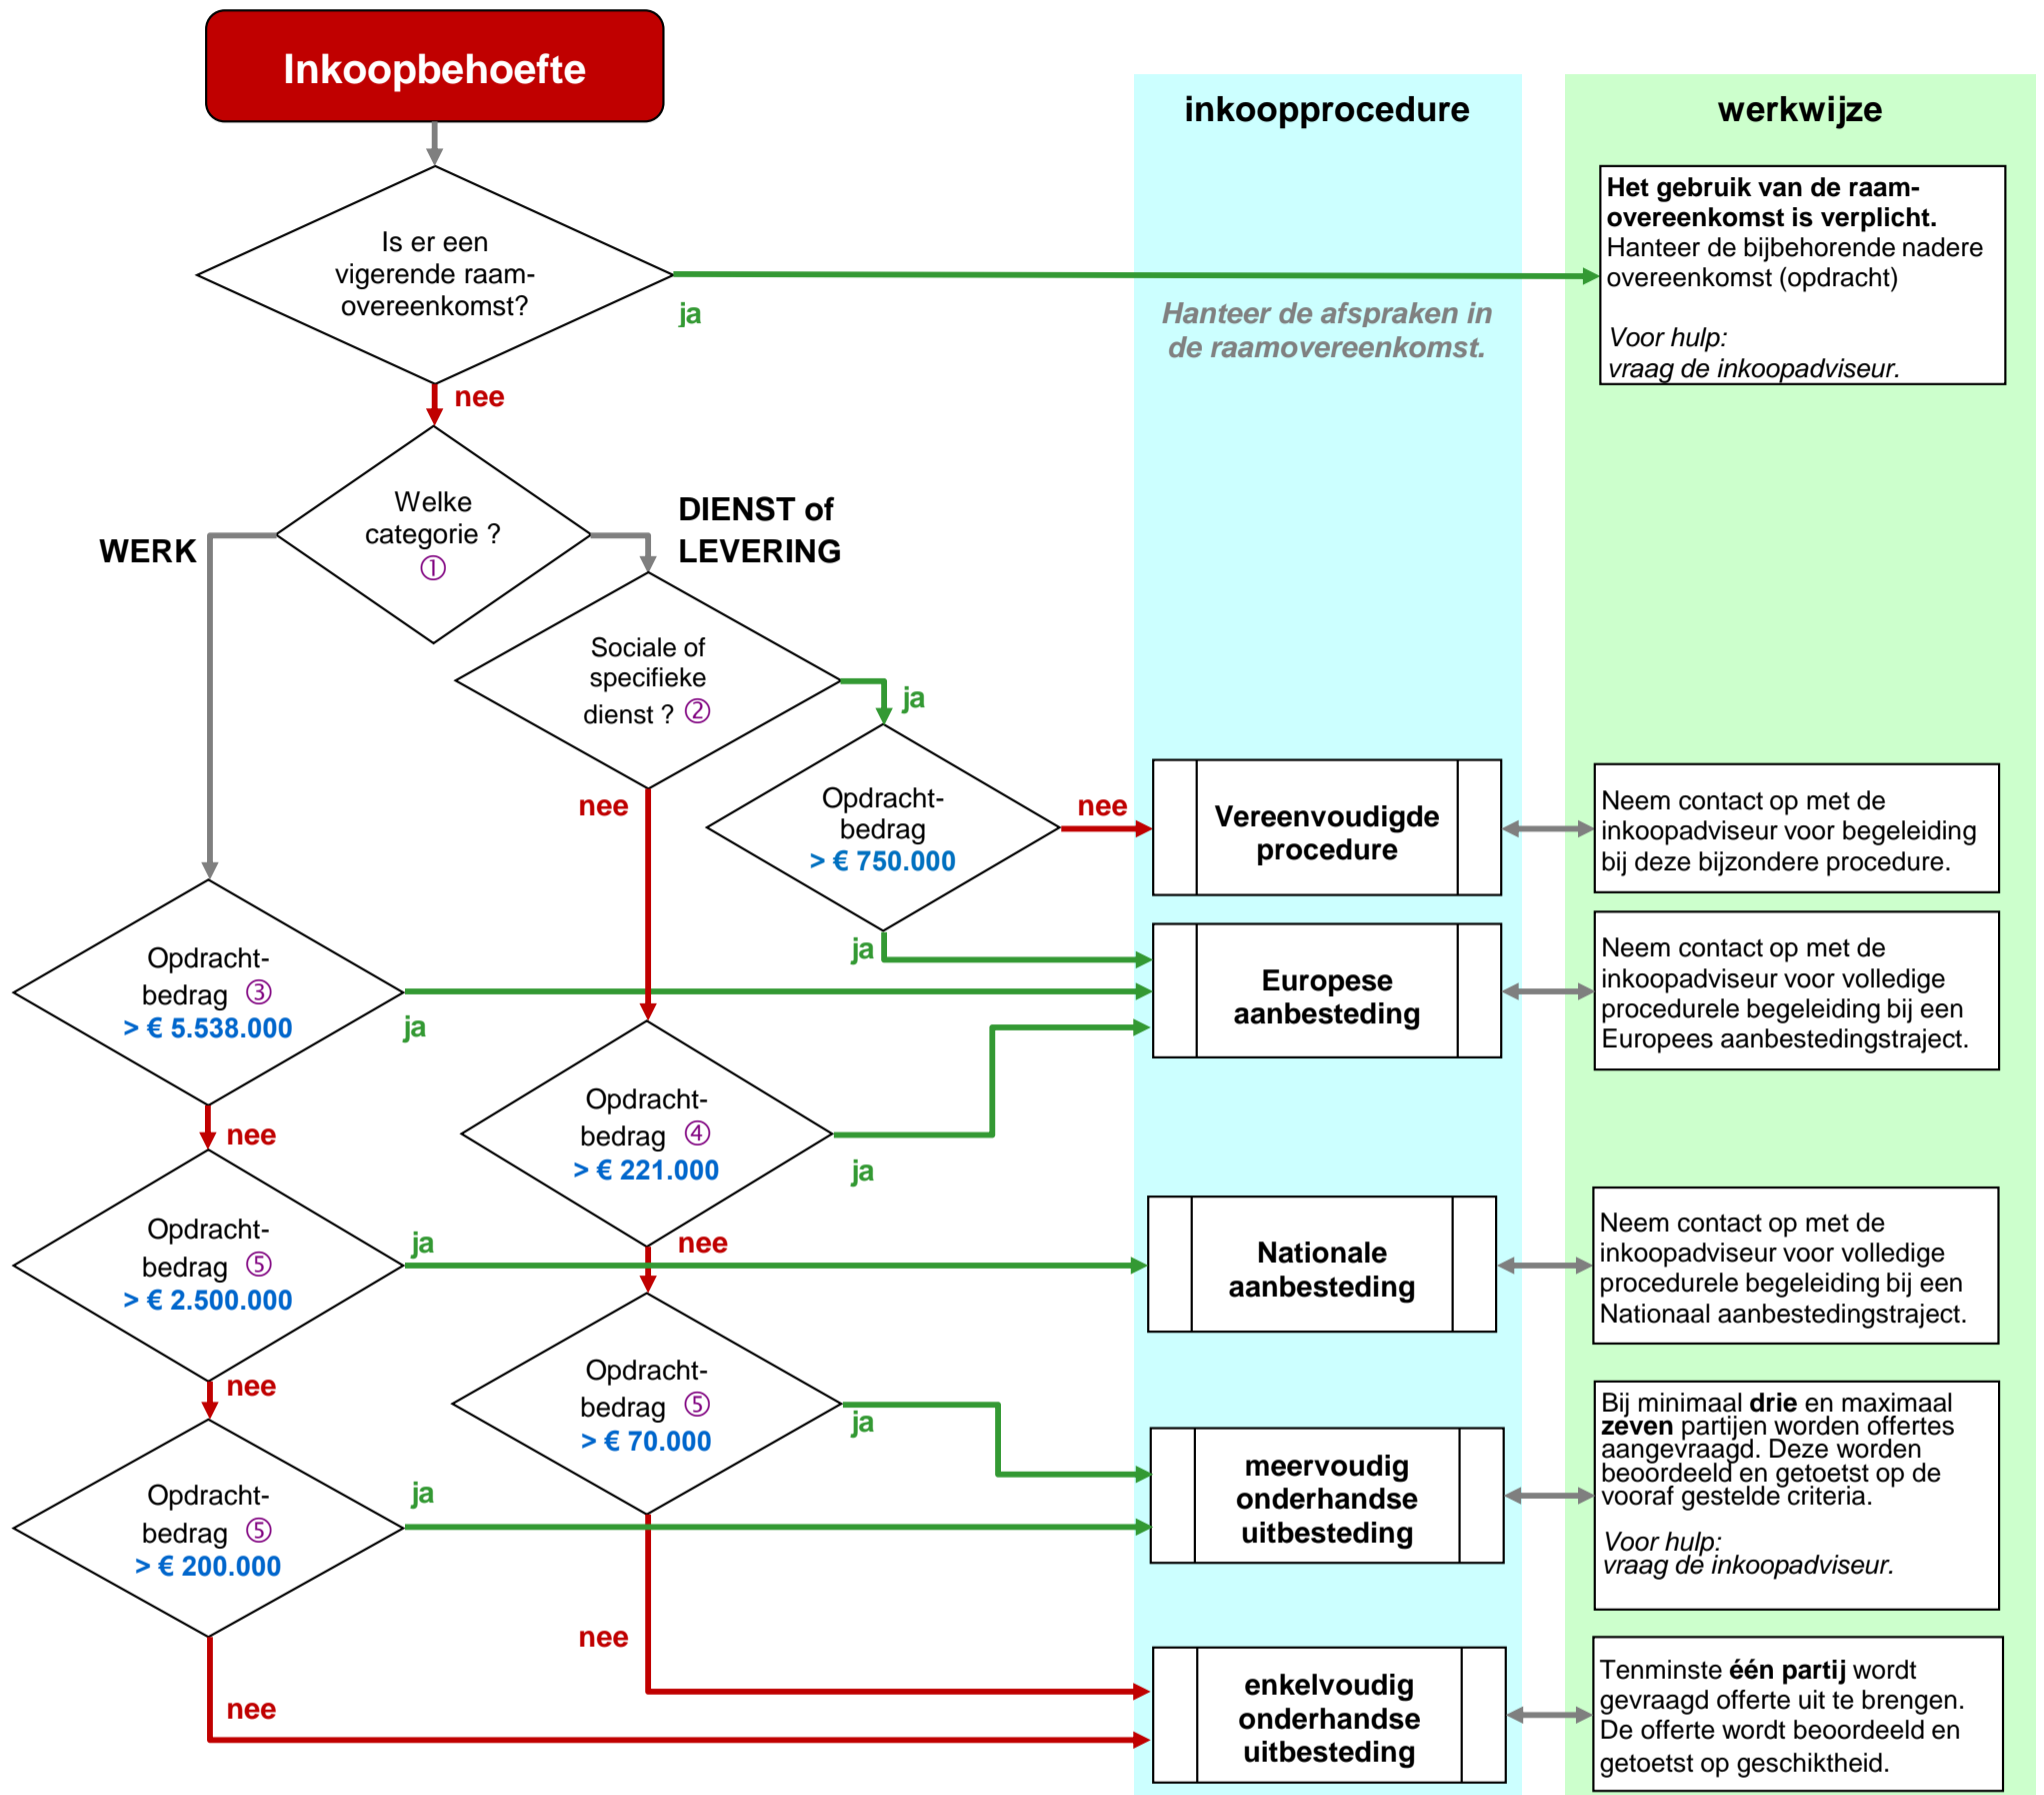 Inkoopbehoefte
inkoopprocedure
werkwijze
Is er een
vigerende raam-
overeenkomst?
ja
nee
Hanteer de afspraken in
de raamovereenkomst.
Het gebruik van de raam-
overeenkomst is verplicht.
Hanteer de bijbehorende nadere
overeenkomst (opdracht)
Voor hulp:
vraag de inkoopadviseur.
Welke
categorie ?
①
WERK
DIENST of
LEVERING
Sociale of
specifieke
dienst ? ②
ja
nee
Opdracht-
bedrag
> € 750.000
nee
ja
Vereenvoudigde
procedure
Neem contact op met de
inkoopadviseur voor begeleiding
bij deze bijzondere procedure.
Opdracht-
bedrag ③
> € 5.538.000
ja
nee
Europese
aanbesteding
Neem contact op met de
inkoopadviseur voor volledige
procedurele begeleiding bij een
Europees aanbestedingstraject.
Opdracht-
bedrag ④
> € 221.000
ja
nee
Opdracht-
bedrag ⑤
> € 2.500.000
ja
nee
Nationale
aanbesteding
Neem contact op met de
inkoopadviseur voor volledige
procedurele begeleiding bij een
Nationaal aanbestedingstraject.
Opdracht-
bedrag ⑤
> € 70.000
ja
nee
Opdracht-
bedrag ⑤
> € 200.000
ja
nee
meervoudig
onderhandse
uitbesteding
Bij minimaal drie en maximaal
zeven partijen worden offertes
aangevraagd. Deze worden
beoordeeld en getoetst op de
vooraf gestelde criteria.
Voor hulp:
vraag de inkoopadviseur.
enkelvoudig
onderhandse
uitbesteding
Tenminste één partij wordt
gevraagd offerte uit te brengen.
De offerte wordt beoordeeld en
getoetst op geschiktheid.